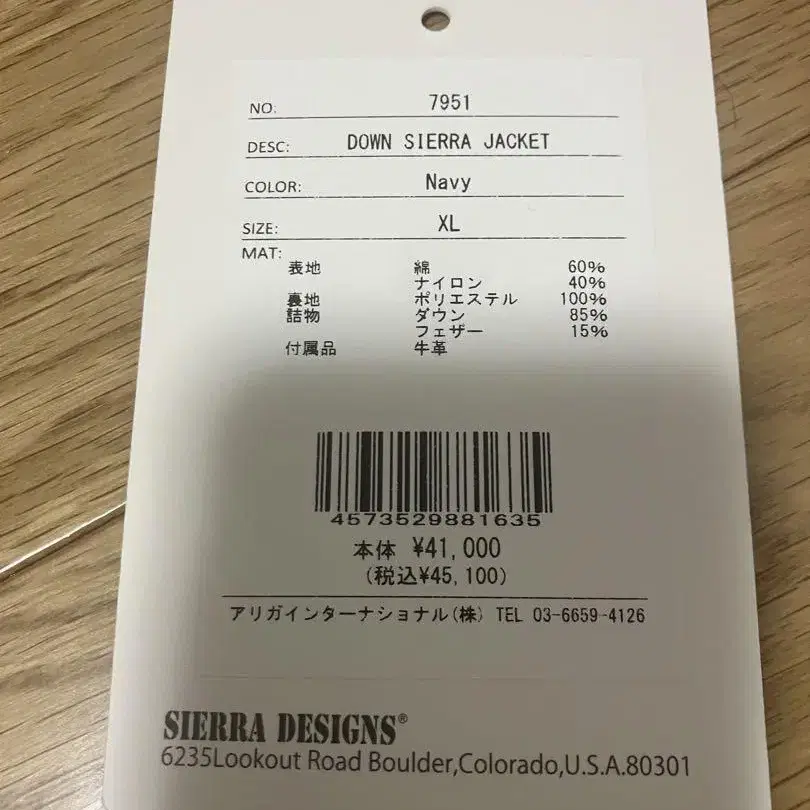 NO: 7951
DESC: DOWN SIERRA JACKET
COLOR: Navy
SIZE: XL
MAT:
表地 綿 60%
ナイロン 40%
裏地 ポリエステル 100%
詰物 ダウン 85%
フェザー 15%
付属品 牛革
4573529881635
本体 ¥41,000
(税込¥45,100)
アリガインターナショナル(株) TEL 03-6659-4126
SIERRA DESIGNS®
6235Lookout Road Boulder,Colorado,U.S.A.80301